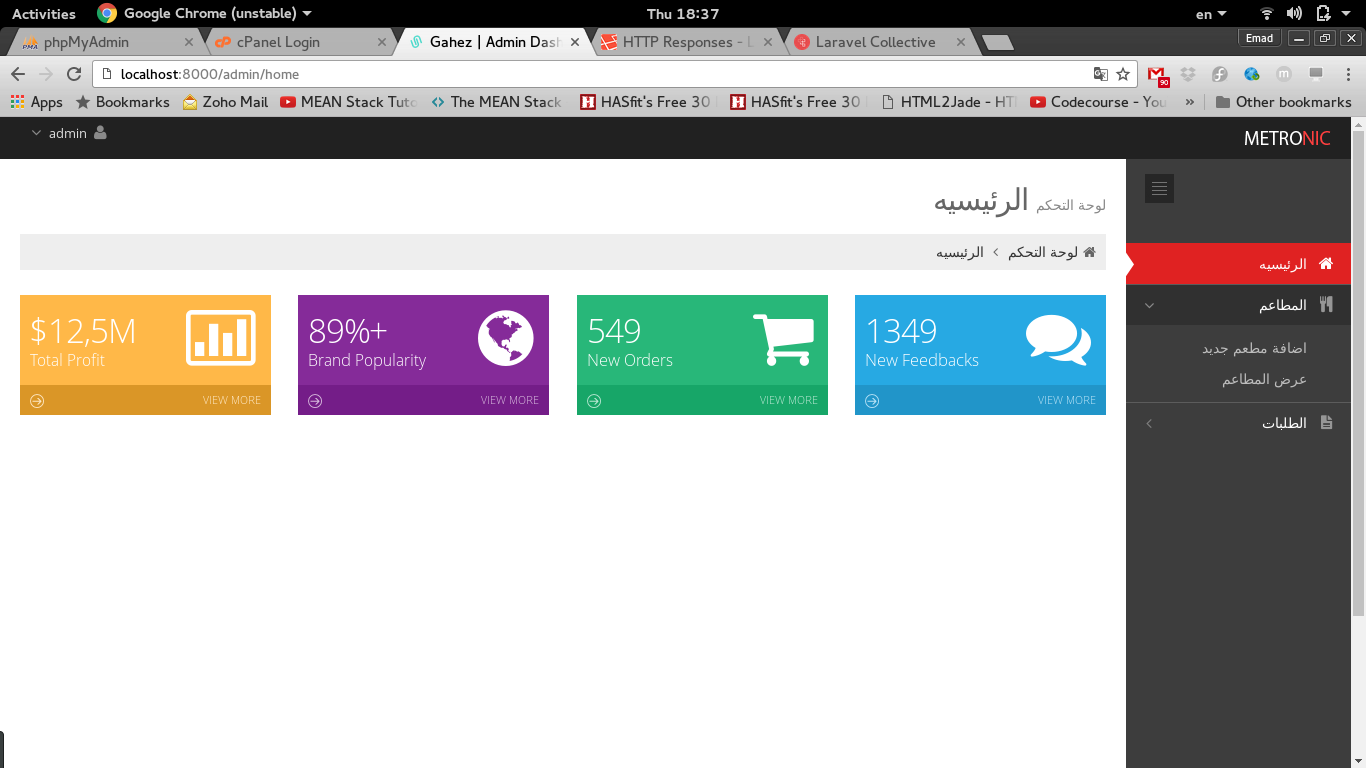 Activities
Google Chrome (unstable)
Thu 18:37
en
phpMyAdmin
cPanel Login
Gahez | Admin Dash
HTTP Responses - L
Laravel Collective
Emad
localhost:8000/admin/home
90
Apps
Bookmarks
Zoho Mail
MEAN Stack Tuto
The MEAN Stack
HASfit's Free 30
HASfit's Free 30
HTML2Jade - HT
Codecourse - You
»
Other bookmarks
admin
METRONIC
الرئيسيه لوحة التحكم
لوحة التحكم
الرئيسيه
$12,5M
Total Profit
VIEW MORE
89%+
Brand Popularity
VIEW MORE
549
New Orders
VIEW MORE
1349
New Feedbacks
VIEW MORE
الرئيسيه
المطاعم
اضافة مطعم جديد
عرض المطاعم
الطلبات